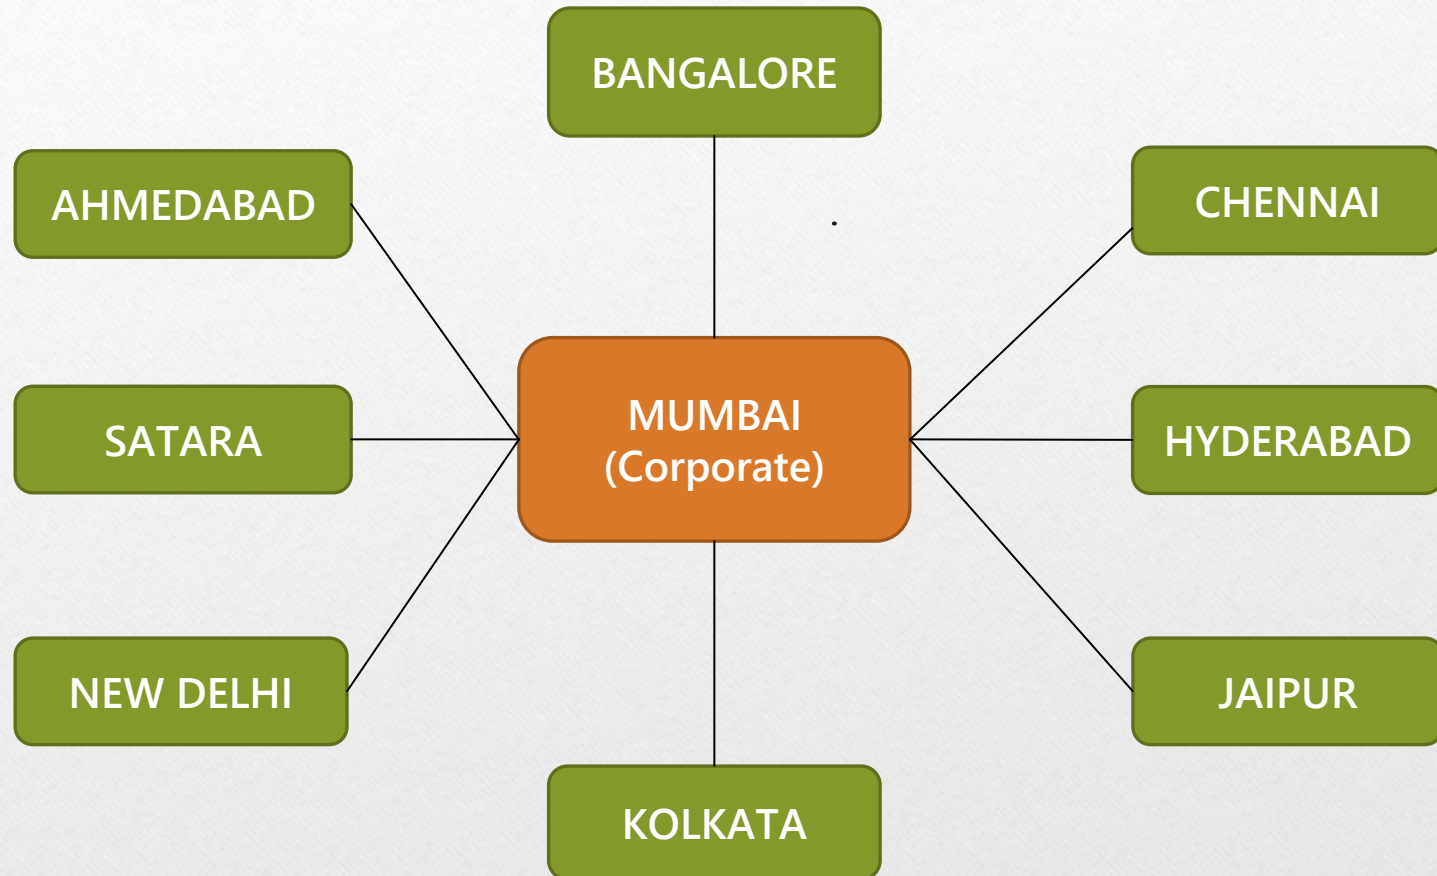 BANGALORE
AHMEDABAD
CHENNAI
MUMBAI
(Corporate)
SATARA
HYDERABAD
NEW DELHI
JAIPUR
KOLKATA